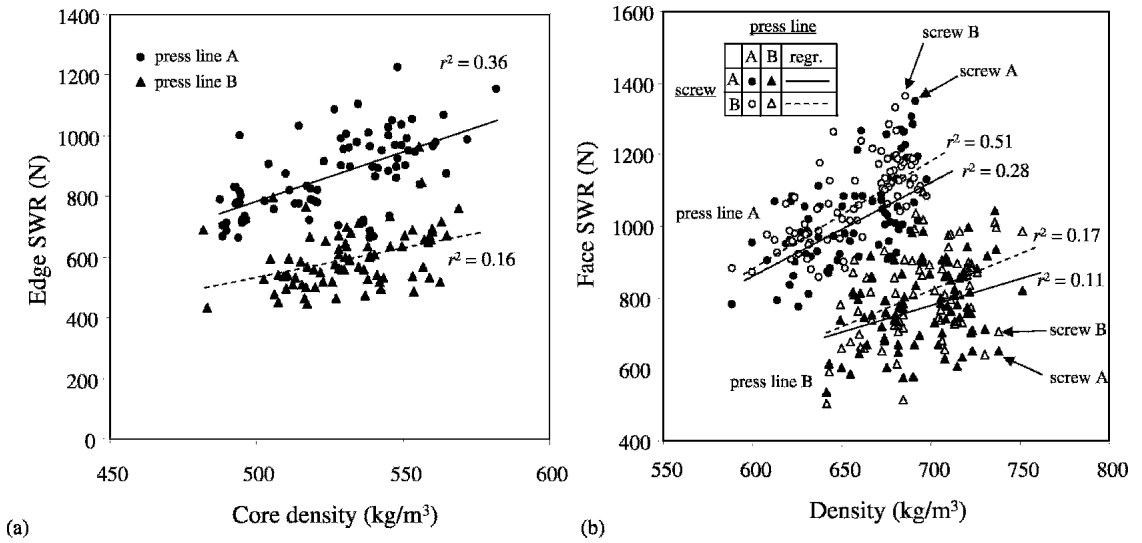 1400
1200
1000
800
600
400
200
0
450
500
550
600
Edge SWR (N)
Core density (kg/m³)
press line A
press line B
r² = 0.36
r² = 0.16
(a)
1600
1400
1200
1000
800
600
400
550
600
650
700
750
800
Face SWR (N)
Density (kg/m³)
press line
A B regr.
A
screw
B
screw B
screw A
r² = 0.51
r² = 0.28
press line A
r² = 0.17
r² = 0.11
screw B
press line B
screw A
(b)